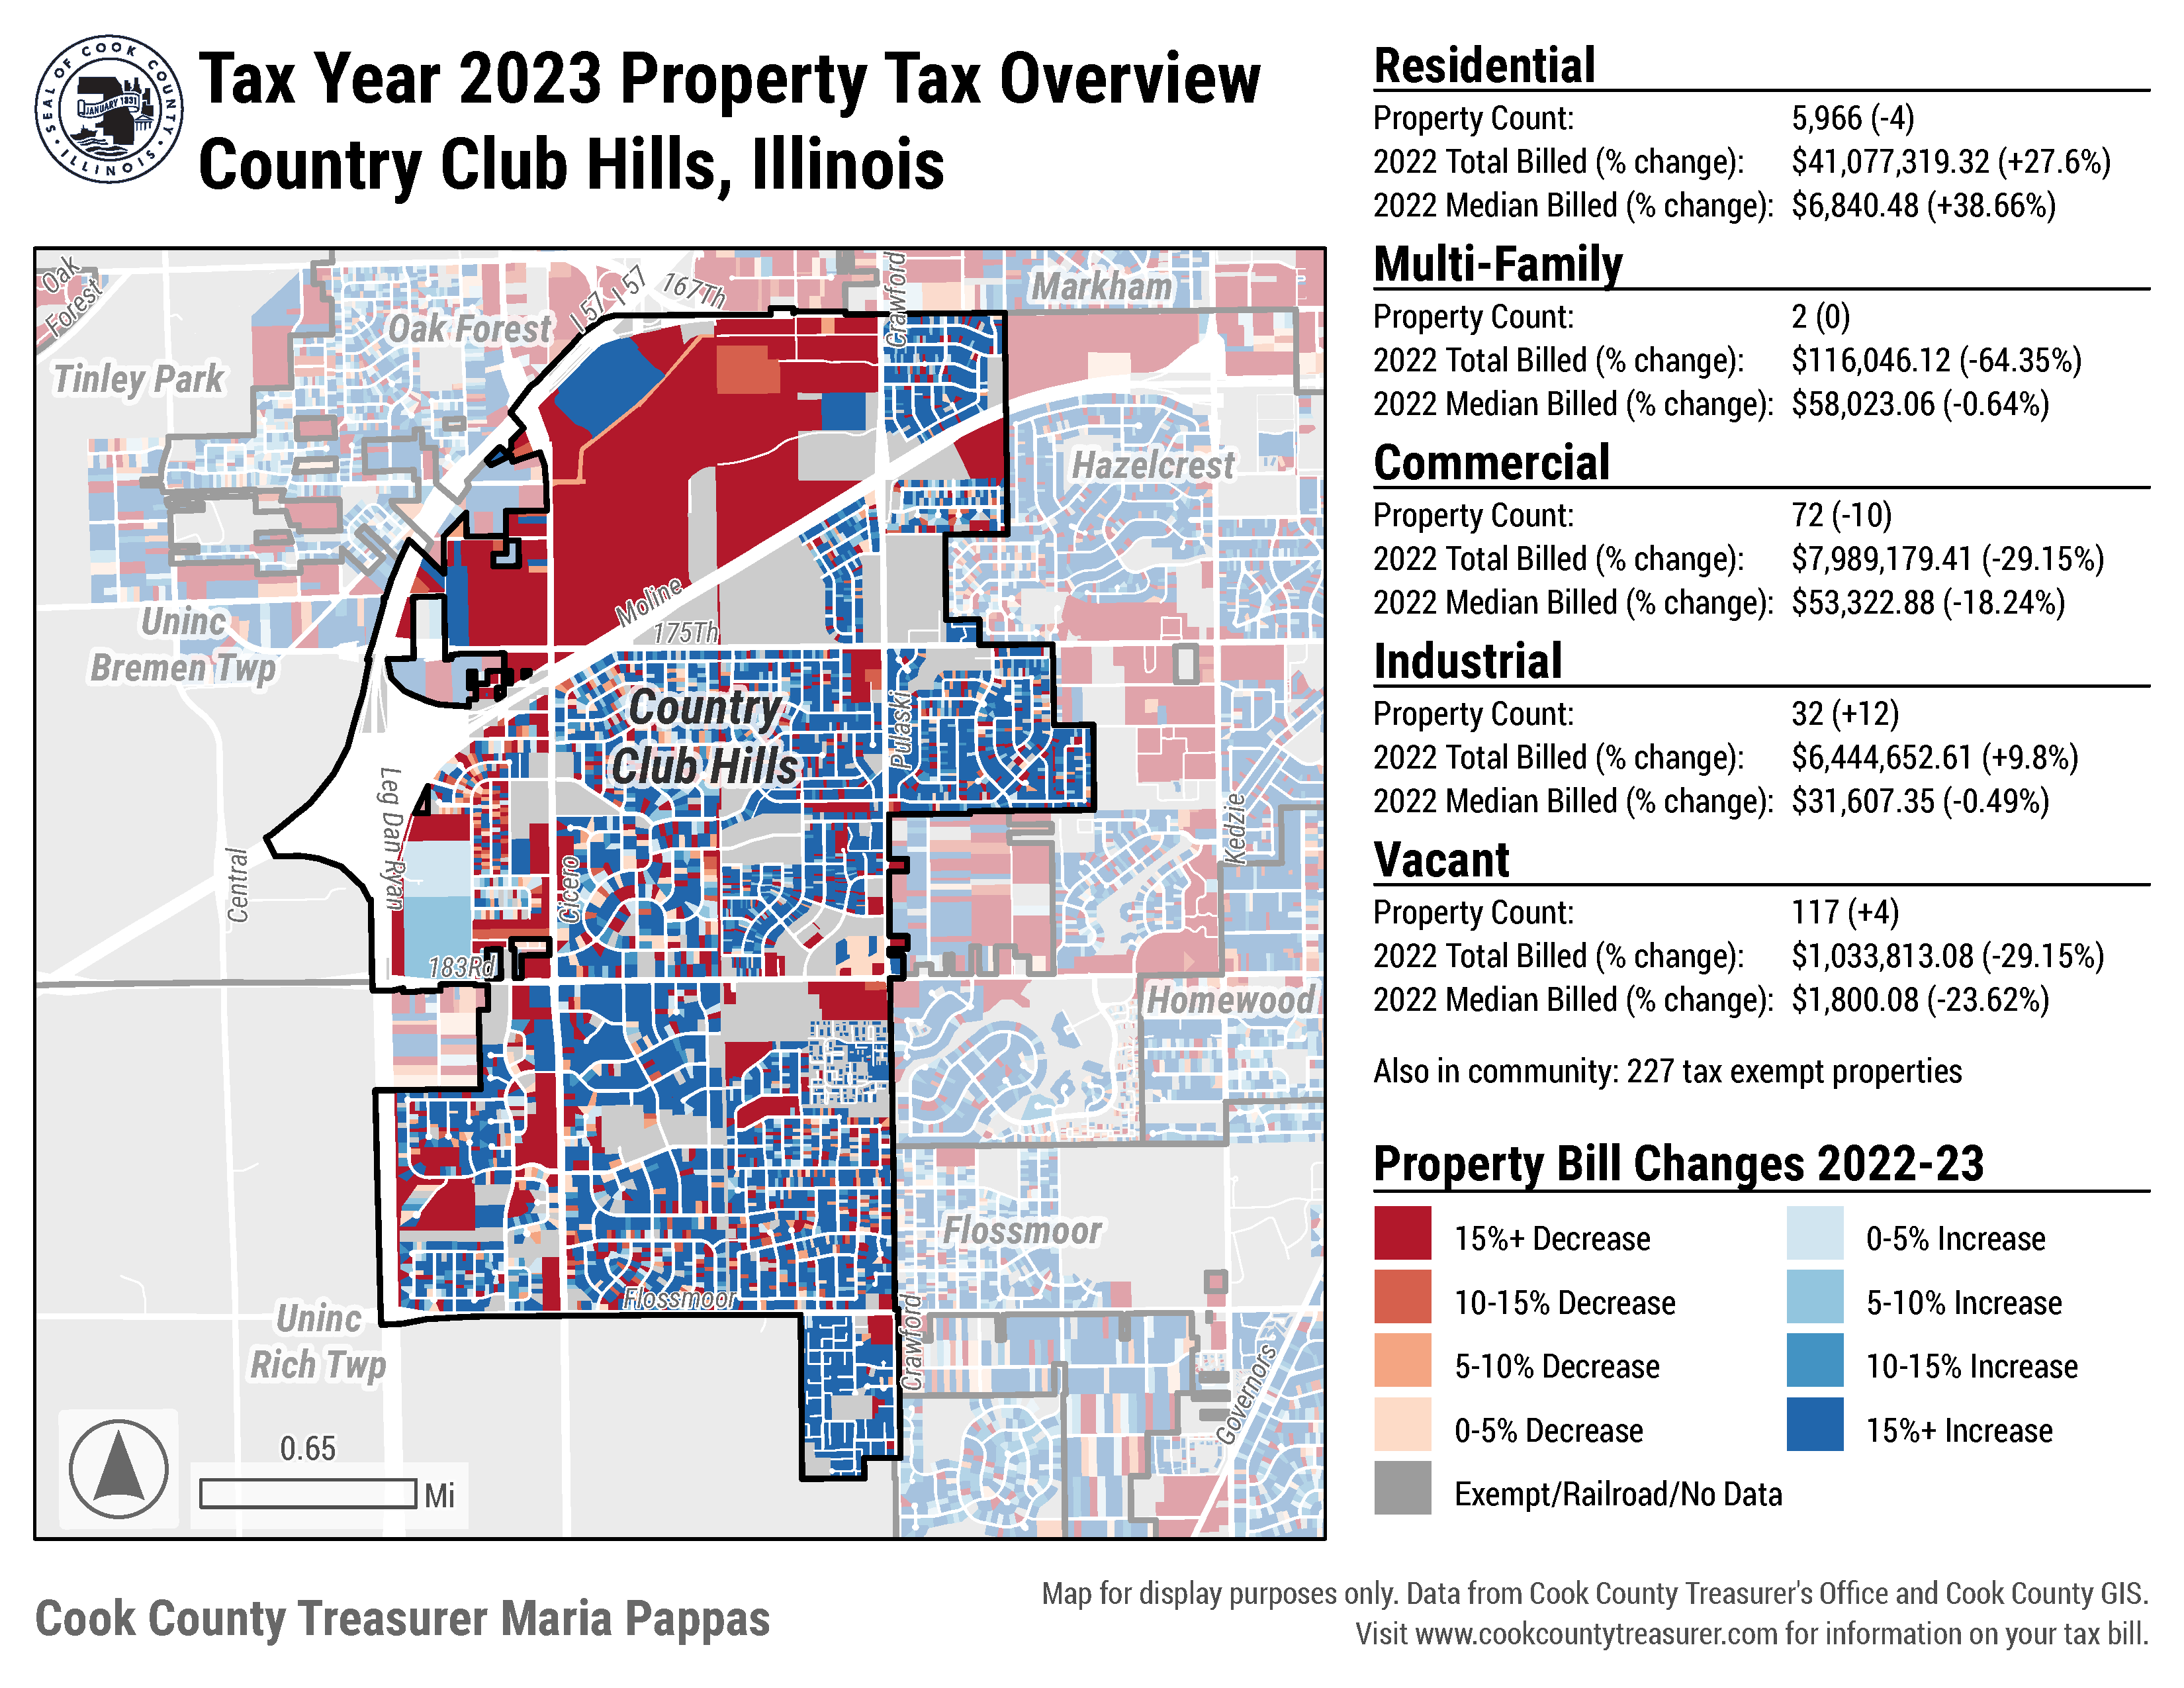 SEAL OF COOK COUNTY
• ILLINOIS •
JANUARY 1831
Tax Year 2023 Property Tax Overview
Country Club Hills, Illinois
Oak
Forest
Tinley Park
Oak Forest
I 57
I 57
167Th
Crawford
Markham
Hazelcrest
Moline
175Th
Uninc
Bremen Twp
Country
Club Hills
Pulaski
Leg Dan Ryan
Central
Cicero
Kedzie
183Rd
Homewood
Flossmoor
Flossmoor
Crawford
Governors
Uninc
Rich Twp
0.65
Mi
Residential
Property Count: 5,966 (-4)
2022 Total Billed (% change): $41,077,319.32 (+27.6%)
2022 Median Billed (% change): $6,840.48 (+38.66%)
Multi-Family
Property Count: 2 (0)
2022 Total Billed (% change): $116,046.12 (-64.35%)
2022 Median Billed (% change): $58,023.06 (-0.64%)
Commercial
Property Count: 72 (-10)
2022 Total Billed (% change): $7,989,179.41 (-29.15%)
2022 Median Billed (% change): $53,322.88 (-18.24%)
Industrial
Property Count: 32 (+12)
2022 Total Billed (% change): $6,444,652.61 (+9.8%)
2022 Median Billed (% change): $31,607.35 (-0.49%)
Vacant
Property Count: 117 (+4)
2022 Total Billed (% change): $1,033,813.08 (-29.15%)
2022 Median Billed (% change): $1,800.08 (-23.62%)
Also in community: 227 tax exempt properties
Property Bill Changes 2022-23
15%+ Decrease
10-15% Decrease
5-10% Decrease
0-5% Decrease
Exempt/Railroad/No Data
0-5% Increase
5-10% Increase
10-15% Increase
15%+ Increase
Cook County Treasurer Maria Pappas
Map for display purposes only. Data from Cook County Treasurer's Office and Cook County GIS.
Visit www.cookcountytreasurer.com for information on your tax bill.